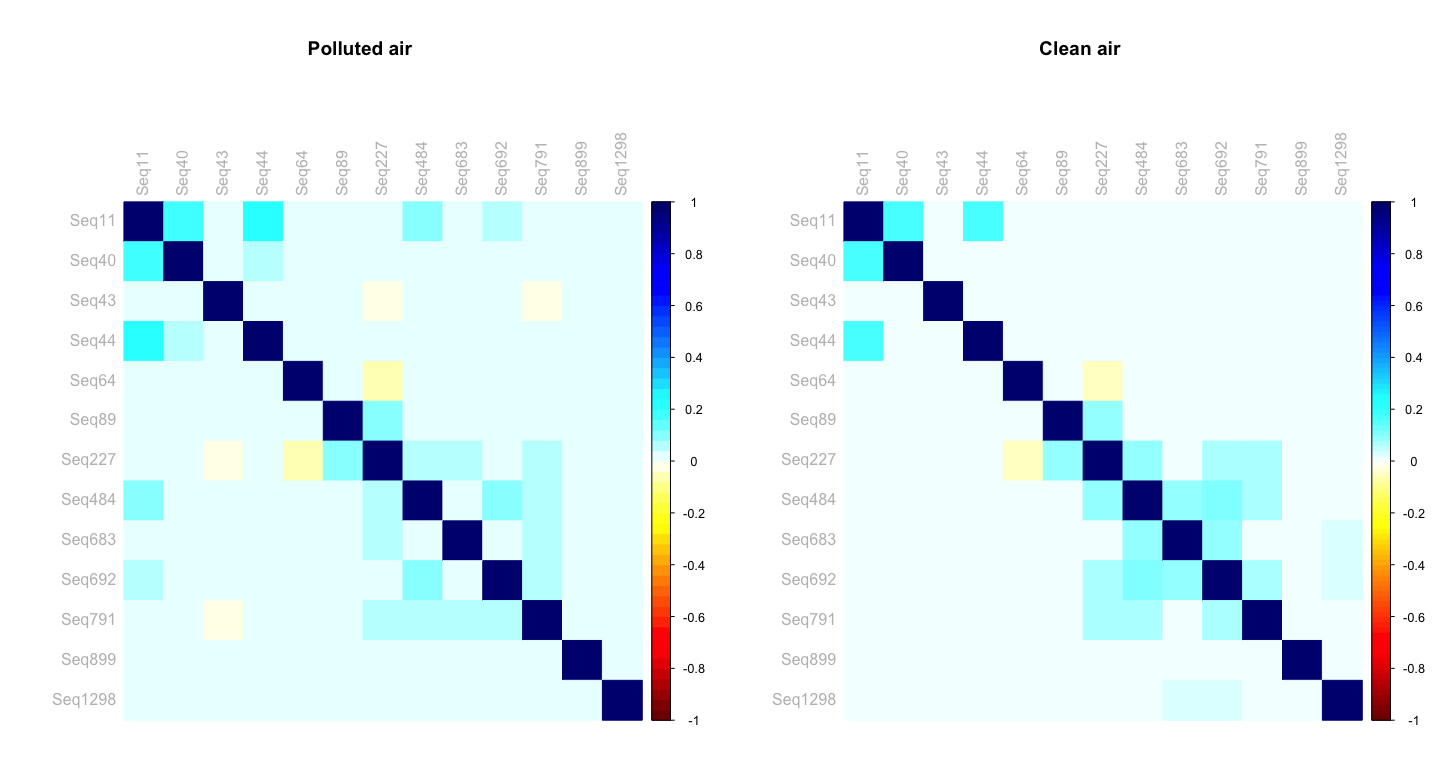 Polluted air
Clean air
Seq11 Seq40 Seq43 Seq44 Seq64 Seq89 Seq227 Seq484 Seq683 Seq692 Seq791 Seq899 Seq1298
Seq11
Seq40
Seq43
Seq44
Seq64
Seq89
Seq227
Seq484
Seq683
Seq692
Seq791
Seq899
Seq1298
1
0.8
0.6
0.4
0.2
0
-0.2
-0.4
-0.6
-0.8
-1
Seq11 Seq40 Seq43 Seq44 Seq64 Seq89 Seq227 Seq484 Seq683 Seq692 Seq791 Seq899 Seq1298
Seq11
Seq40
Seq43
Seq44
Seq64
Seq89
Seq227
Seq484
Seq683
Seq692
Seq791
Seq899
Seq1298
1
0.8
0.6
0.4
0.2
0
-0.2
-0.4
-0.6
-0.8
-1